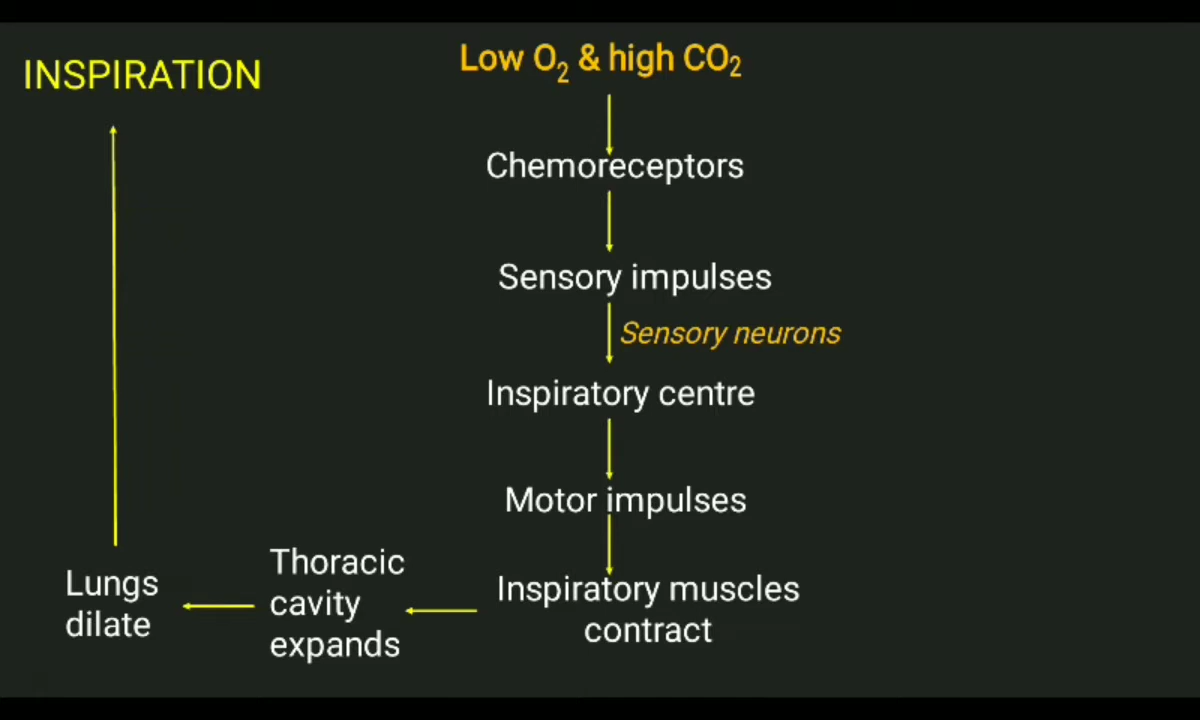 INSPIRATION
Low O₂ & high CO₂
Chemoreceptors
Sensory impulses
Sensory neurons
Inspiratory centre
Motor impulses
Inspiratory muscles
contract
Thoracic
cavity
expands
Lungs
dilate